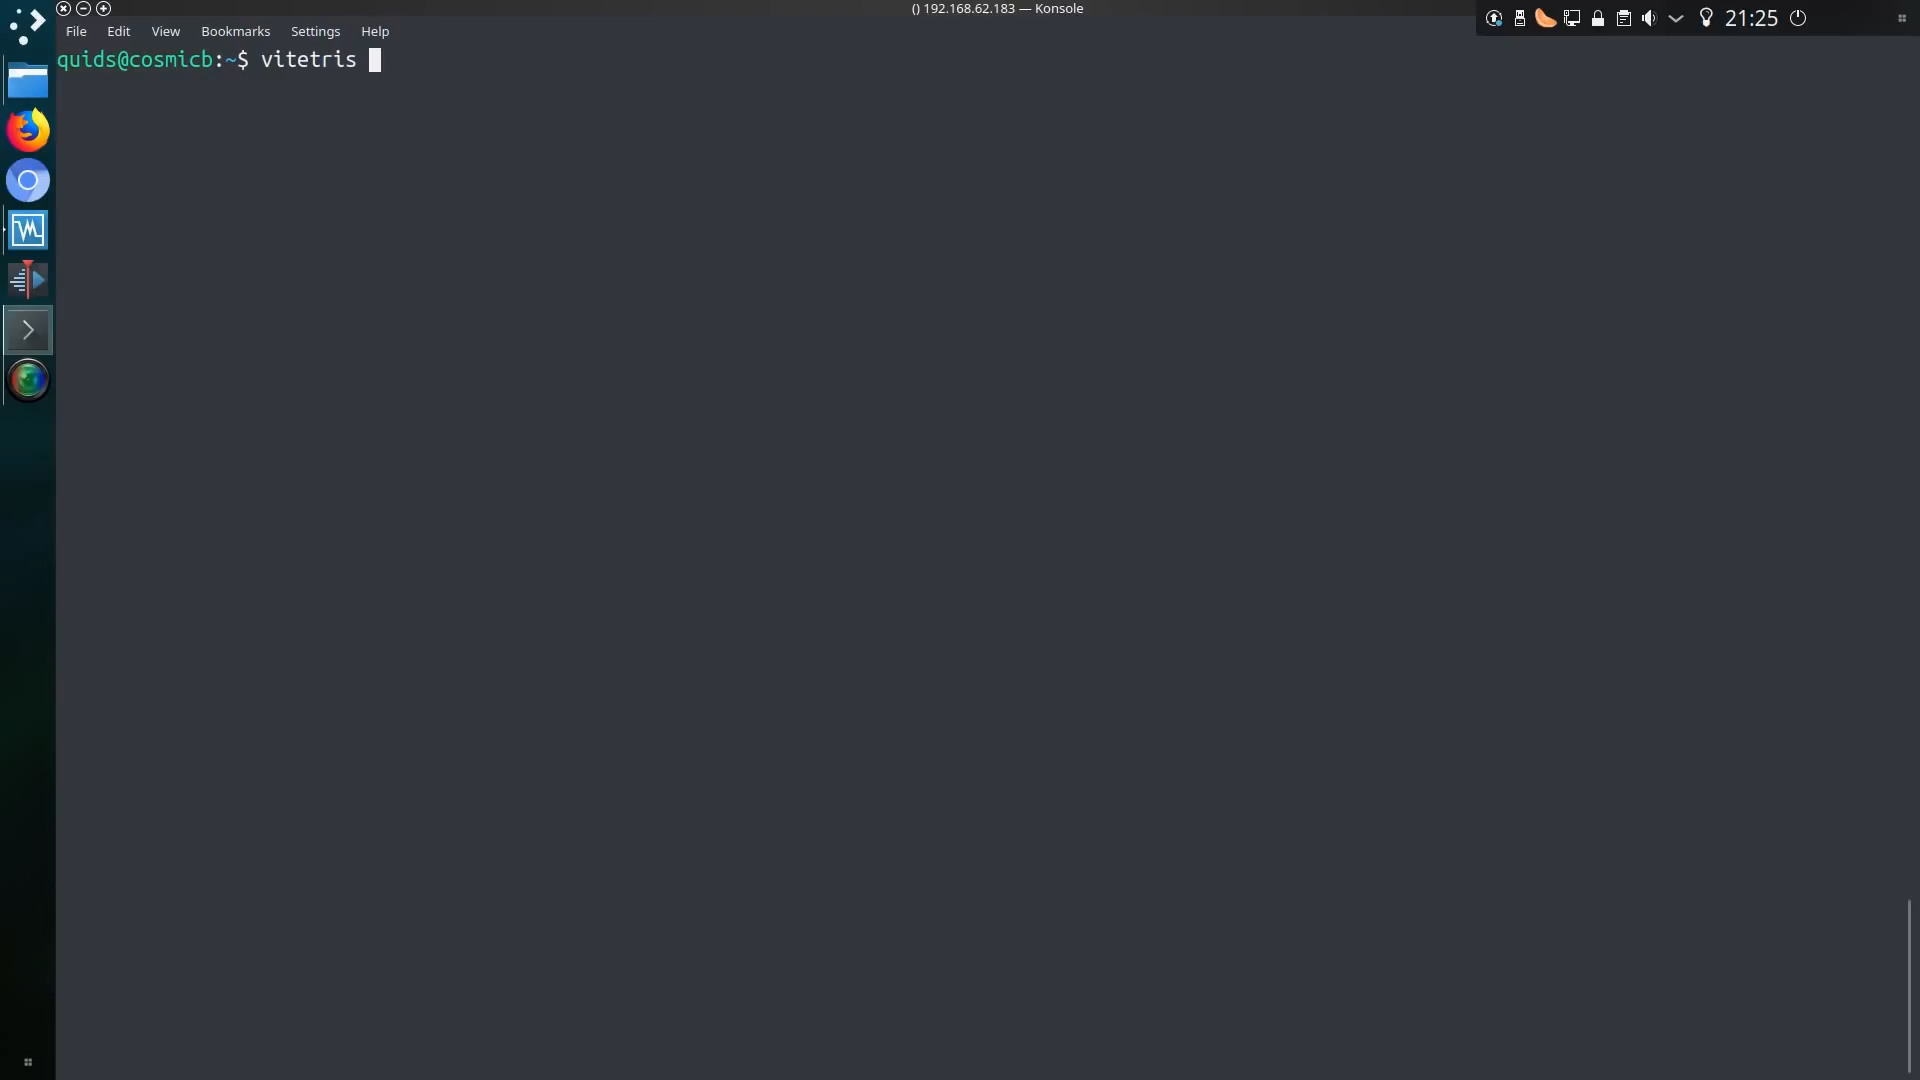 () 192.168.62.183 — Konsole
21:25
File Edit View Bookmarks Settings Help
quids@cosmicb:~$ vitetris